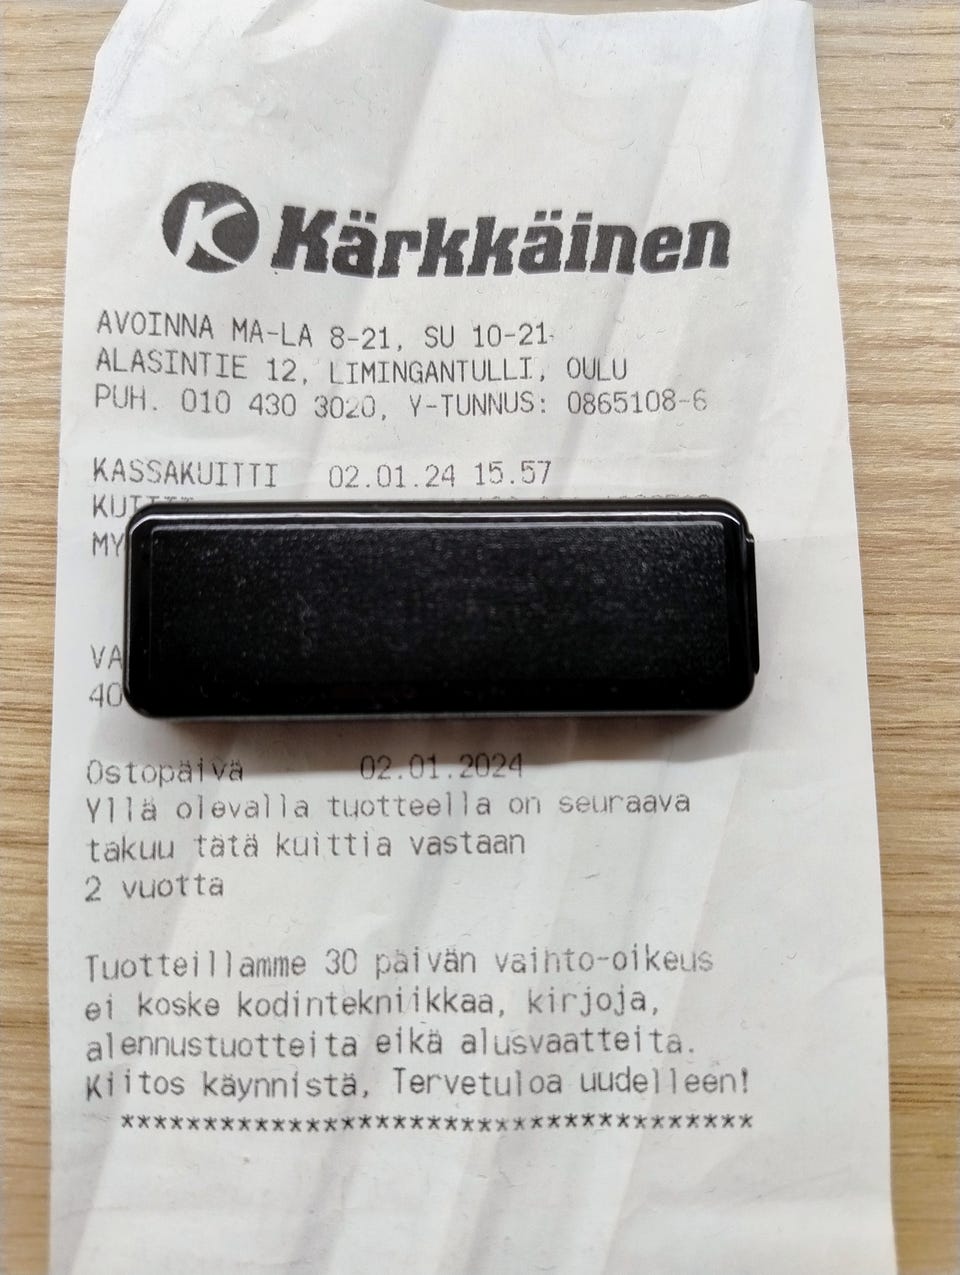 K Kärkkäinen
AVOINNA MA-LA 8-21, SU 10-21
ALASINTIE 12, LIMINGANTULLI, OULU
PUH. 010 430 3020, Y-TUNNUS: 0865108-6
KASSAKUITTI 02.01.24 15.57
Ostopäivä 02.01.2024
Yllä olevalla tuotteella on seuraava
takuu tätä kuittia vastaan
2 vuotta
Tuotteillamme 30 päivän vaihto-oikeus
ei koske kodintekniikkaa, kirjoja,
alennustuotteita eikä alusvaatteita.
Kiitos käynnistä, Tervetuloa uudelleen!
**************************************